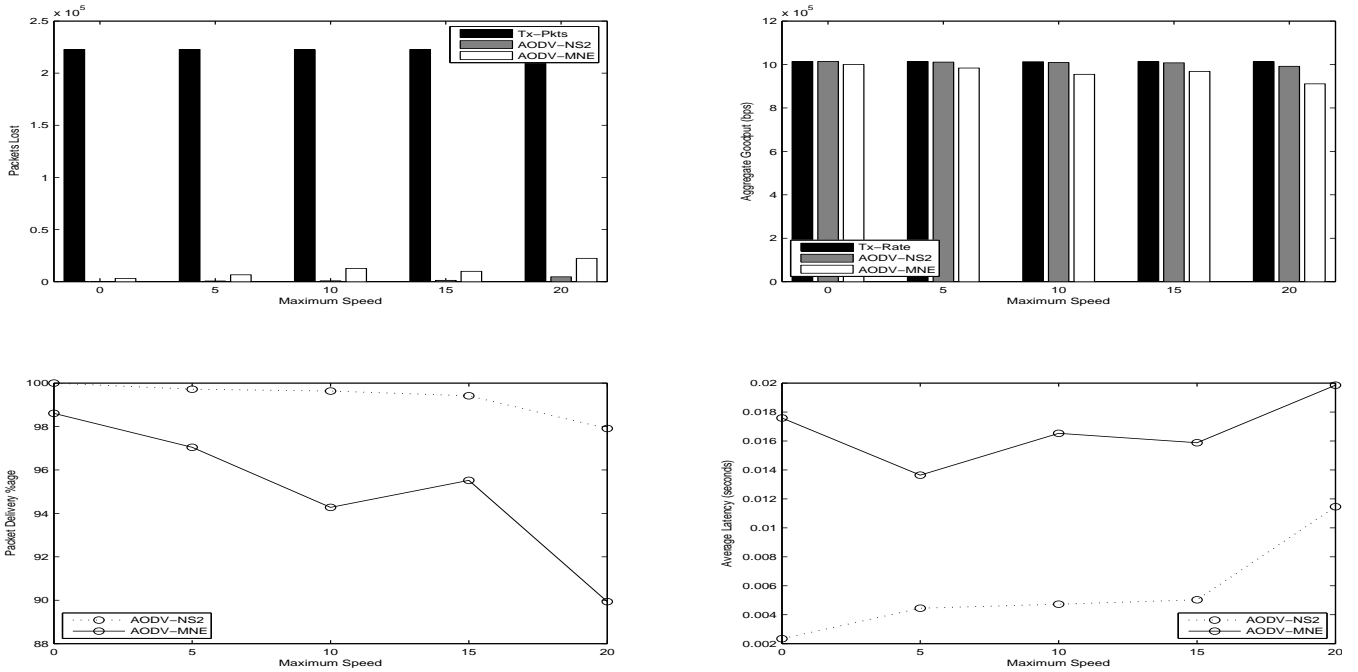 x 10⁵
2.5
2
1.5
1
0.5
0
Packets Lost
Tx−Pkts
AODV−NS2
AODV−MNE
0 5 10 15 20
Maximum Speed
x 10⁵
12
10
8
6
4
2
0
Aggregate Goodput (bps)
Tx−Rate
AODV−NS2
AODV−MNE
0 5 10 15 20
Maximum Speed
100
98
96
94
92
90
88
Packet Delivery %age
AODV−NS2
AODV−MNE
0 5 10 15 20
Maximum Speed
0.02
0.018
0.016
0.014
0.012
0.01
0.008
0.006
0.004
0.002
Average Latency (seconds)
AODV−NS2
AODV−MNE
0 5 10 15 20
Maximum Speed